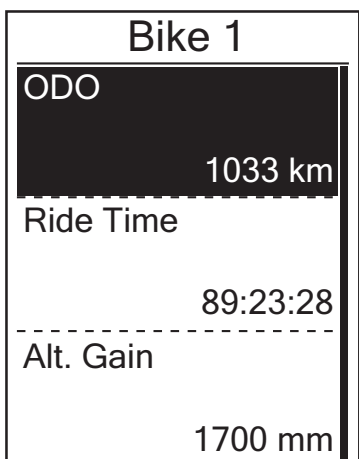 Bike 1
ODO
1033 km
Ride Time
89:23:28
Alt. Gain
1700 mm